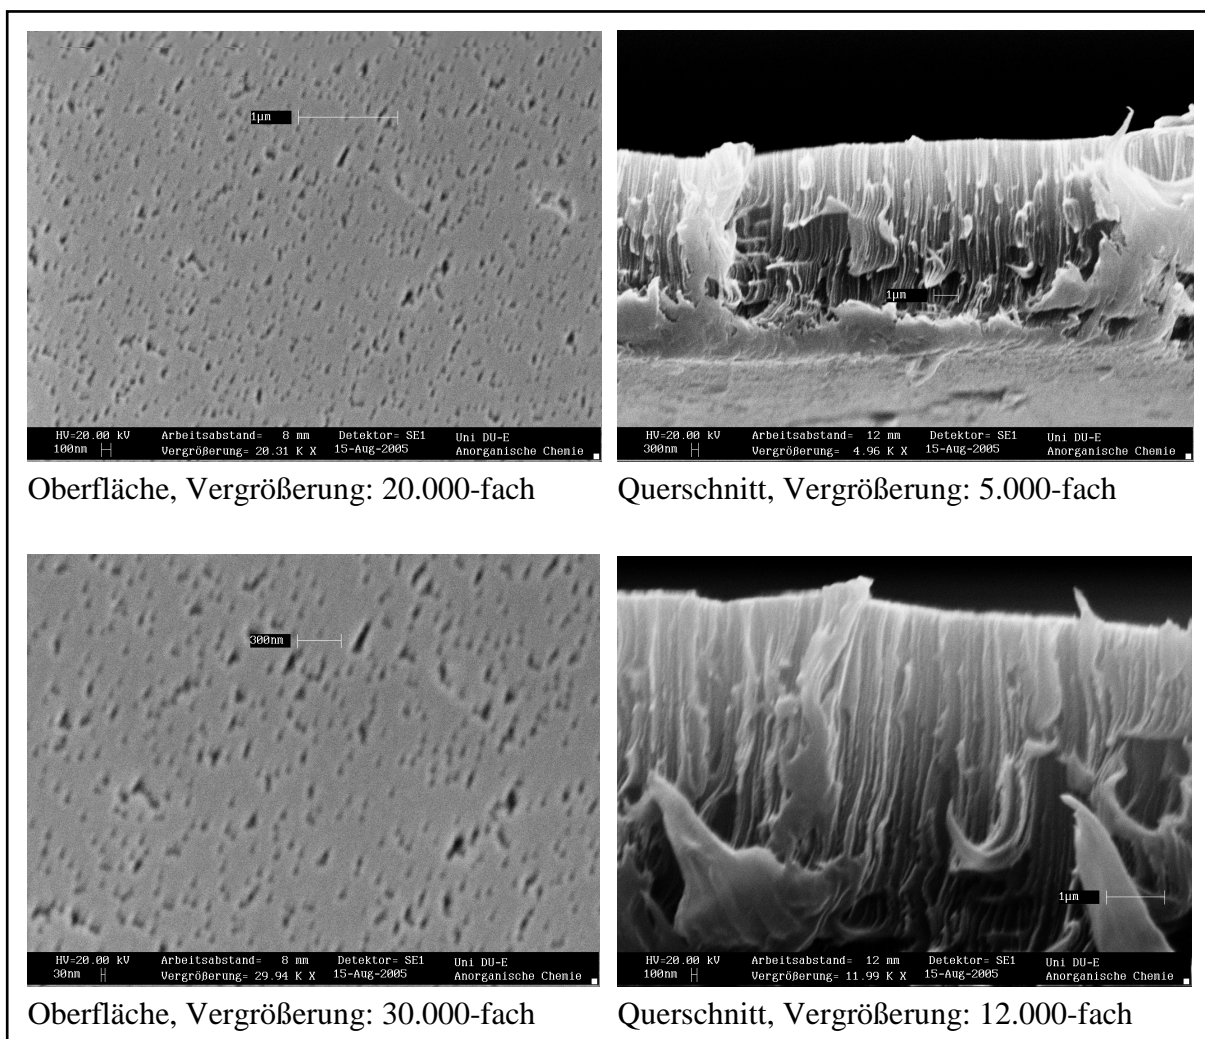 1µm
HV=20.00 kV Arbeitsabstand= 8 mm Detektor= SE1 Uni DU-E
100nm Vergrößerung= 20.31 K X 15-Aug-2005 Anorganische Chemie
Oberfläche, Vergrößerung: 20.000-fach
1µm
HV=20.00 kV Arbeitsabstand= 12 mm Detektor= SE1 Uni DU-E
300nm Vergrößerung= 4.96 K X 15-Aug-2005 Anorganische Chemie
Querschnitt, Vergrößerung: 5.000-fach
300nm
HV=20.00 kV Arbeitsabstand= 8 mm Detektor= SE1 Uni DU-E
30nm Vergrößerung= 29.94 K X 15-Aug-2005 Anorganische Chemie
Oberfläche, Vergrößerung: 30.000-fach
1µm
HV=20.00 kV Arbeitsabstand= 12 mm Detektor= SE1 Uni DU-E
100nm Vergrößerung= 11.99 K X 15-Aug-2005 Anorganische Chemie
Querschnitt, Vergrößerung: 12.000-fach